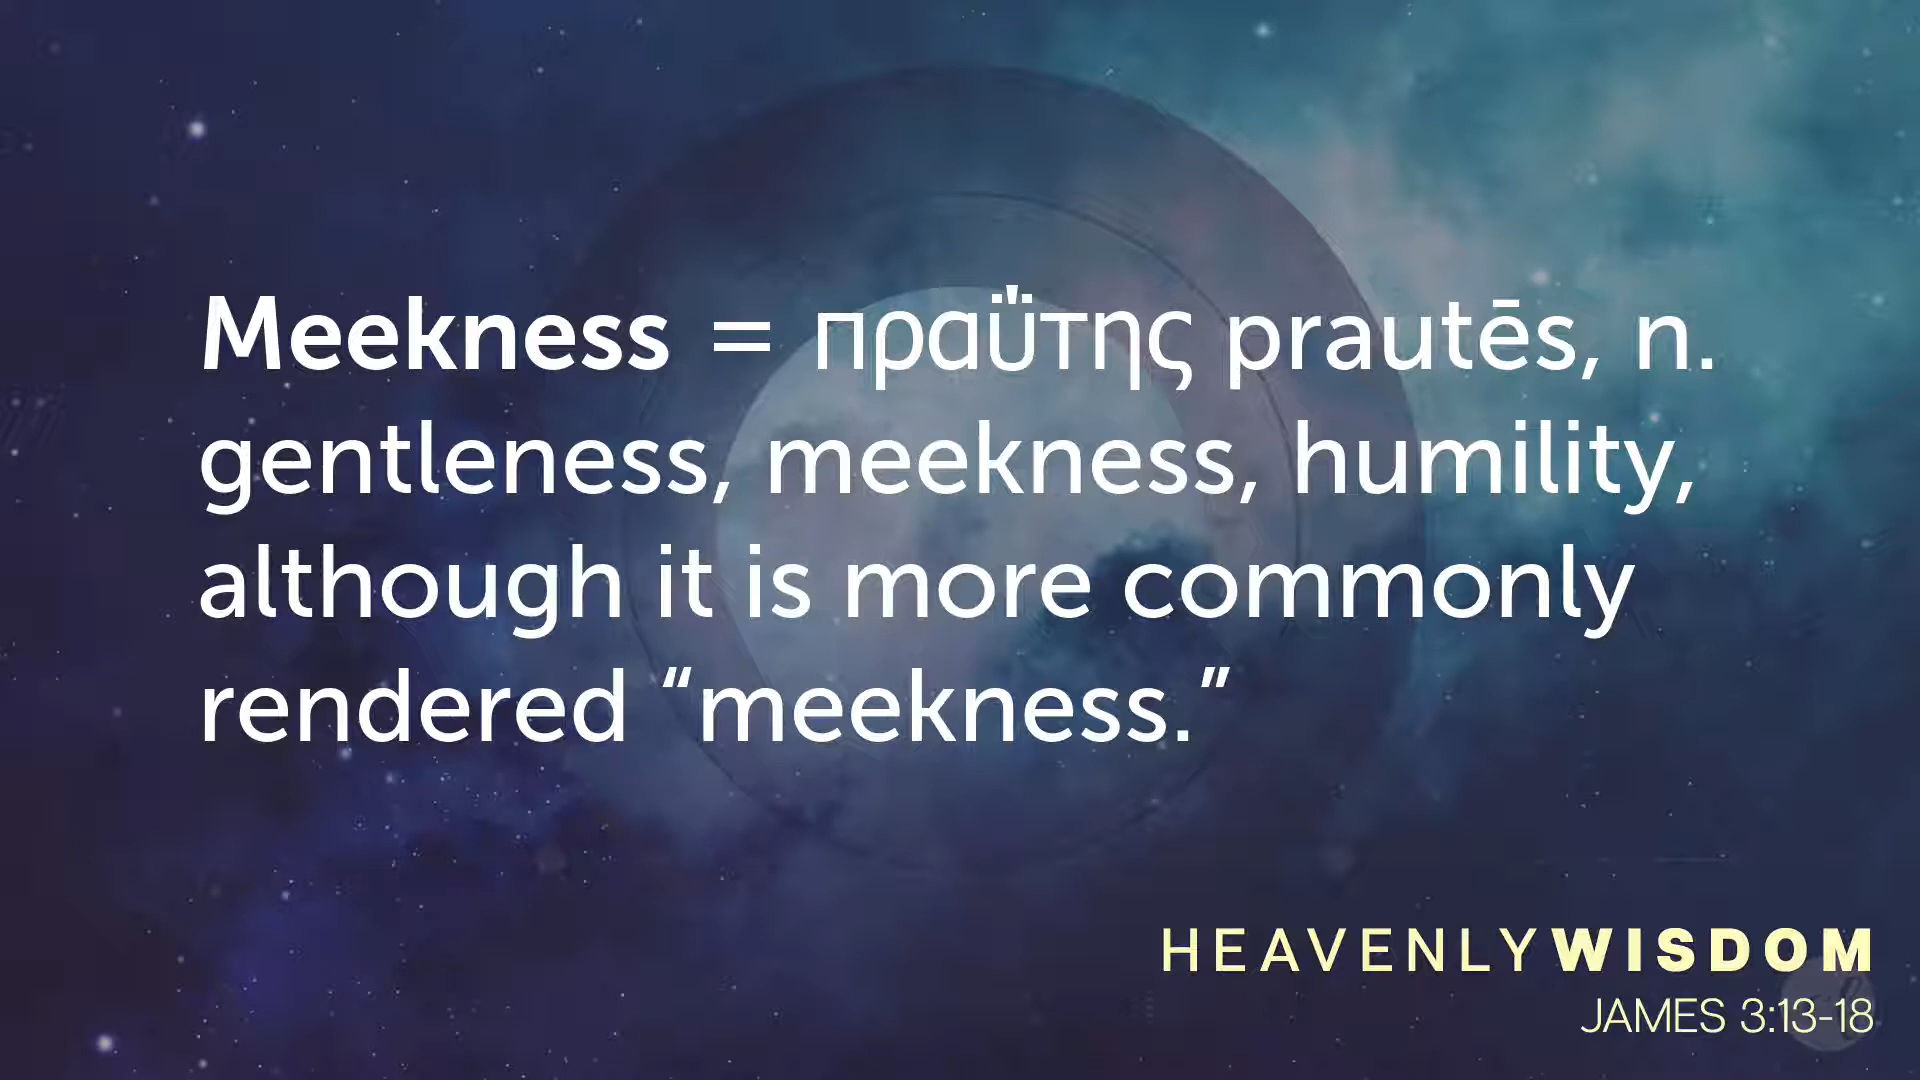 Meekness = πραΰτης prautēs, n.
gentleness, meekness, humility,
although it is more commonly
rendered “meekness.”
HEAVENLYWISDOM
JAMES 3:13-18